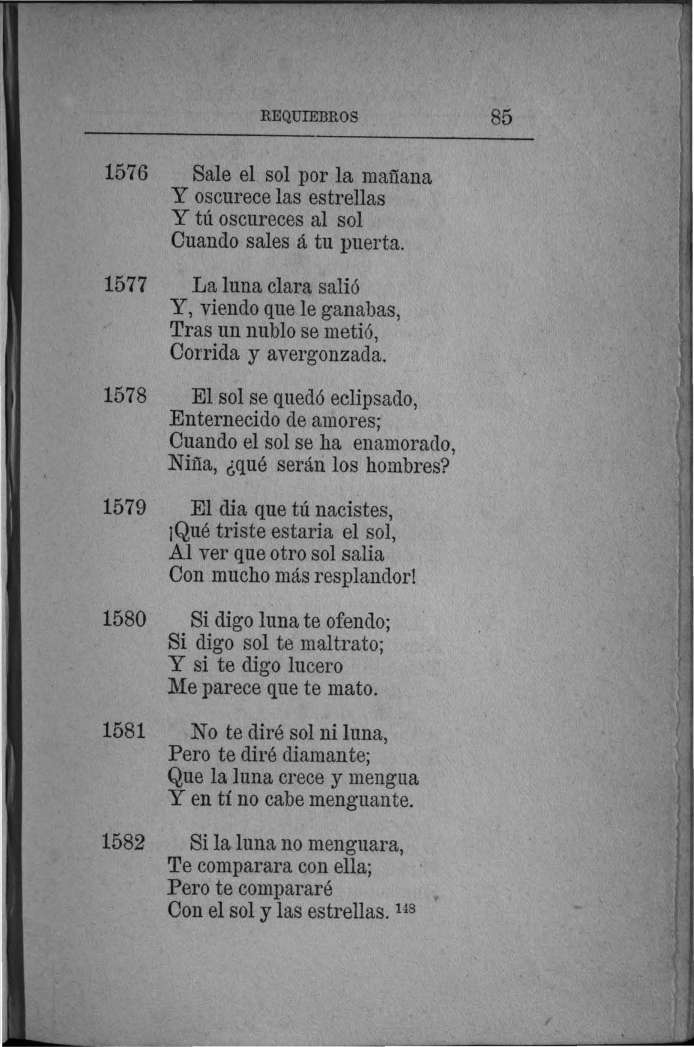 REQUIEBROS 85
1576 Sale el sol por la mañana
Y oscurece las estrellas
Y tú oscureces al sol
Cuando sales á tu puerta.
1577 La luna clara salió
Y, viendo que le ganabas,
Tras un nublo se metió,
Corrida y avergonzada.
1578 El sol se quedó eclipsado,
Enternecido de amores;
Cuando el sol se ha enamorado,
Niña, ¿qué serán los hombres?
1579 El dia que tú nacistes,
¡Qué triste estaria el sol,
Al ver que otro sol salia
Con mucho más resplandor!
1580 Si digo luna te ofendo;
Si digo sol te maltrato;
Y si te digo lucero
Me parece que te mato.
1581 No te diré sol ni luna,
Pero te diré diamante;
Que la luna crece y mengua
Y en tí no cabe menguante.
1582 Si la luna no menguara,
Te comparara con ella;
Pero te compararé
Con el sol y las estrellas. 148